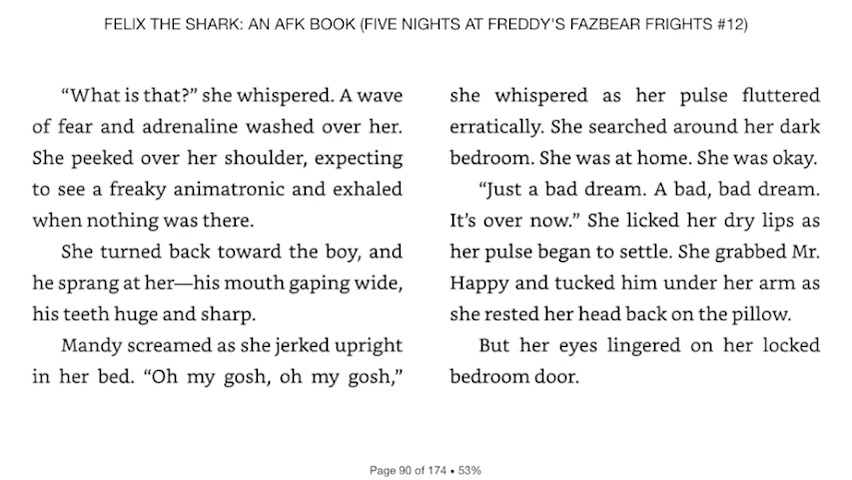 FELIX THE SHARK: AN AFK BOOK (FIVE NIGHTS AT FREDDY'S FAZBEAR FRIGHTS #12)
“What is that?” she whispered. A wave
of fear and adrenaline washed over her.
She peeked over her shoulder, expecting
to see a freaky animatronic and exhaled
when nothing was there.
She turned back toward the boy, and
he sprang at her—his mouth gaping wide,
his teeth huge and sharp.
Mandy screamed as she jerked upright
in her bed. “Oh my gosh, oh my gosh,”
she whispered as her pulse fluttered
erratically. She searched around her dark
bedroom. She was at home. She was okay.
“Just a bad dream. A bad, bad dream.
It’s over now.” She licked her dry lips as
her pulse began to settle. She grabbed Mr.
Happy and tucked him under her arm as
she rested her head back on the pillow.
But her eyes lingered on her locked
bedroom door.
Page 90 of 174 • 53%